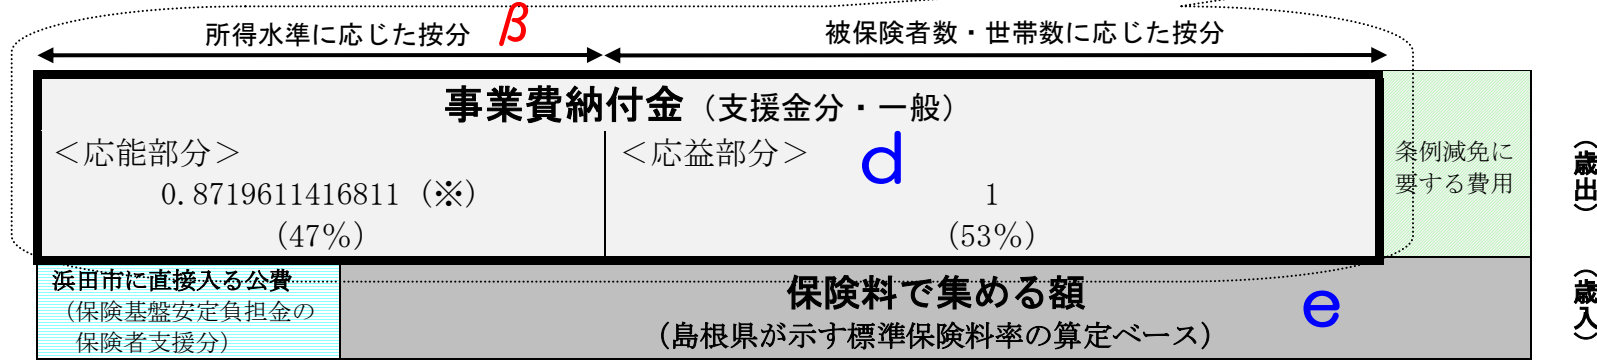 所得水準に応じた按分 β 被保険者数・世帯数に応じた按分
事業費納付金（支援金分・一般）
＜応能部分＞
0.8719611416811（※）
(47％)
＜応益部分＞ d
1
(53％)
条例減免に
要する費用
（歳出）
浜田市に直接入る公費
（保険基盤安定負担金の
保険者支援分）
保険料で集める額 e
（島根県が示す標準保険料率の算定ベース）
（歳入）